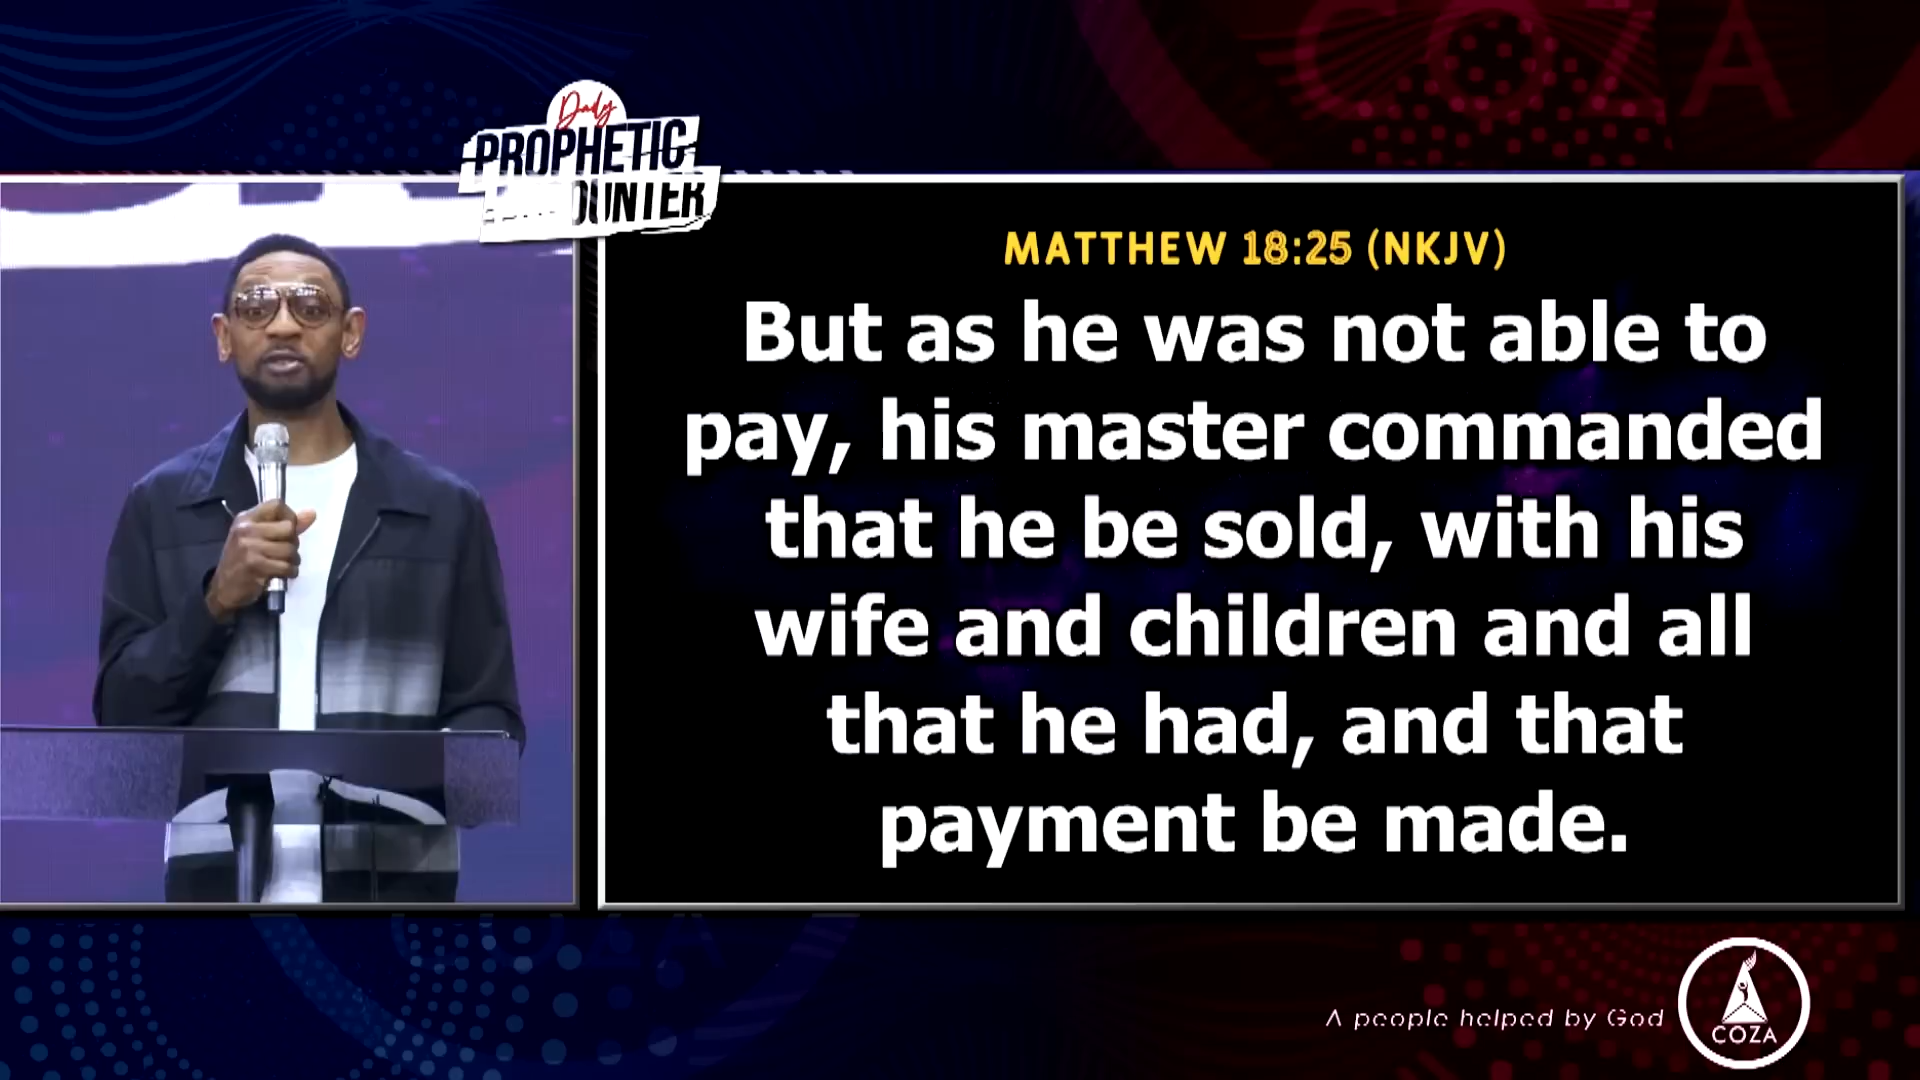 COZA
Daily
PROPHETIC
OUNTER
MATTHEW 18:25 (NKJV)
But as he was not able to
pay, his master commanded
that he be sold, with his
wife and children and all
that he had, and that
payment be made.
A people helped by God
COZA